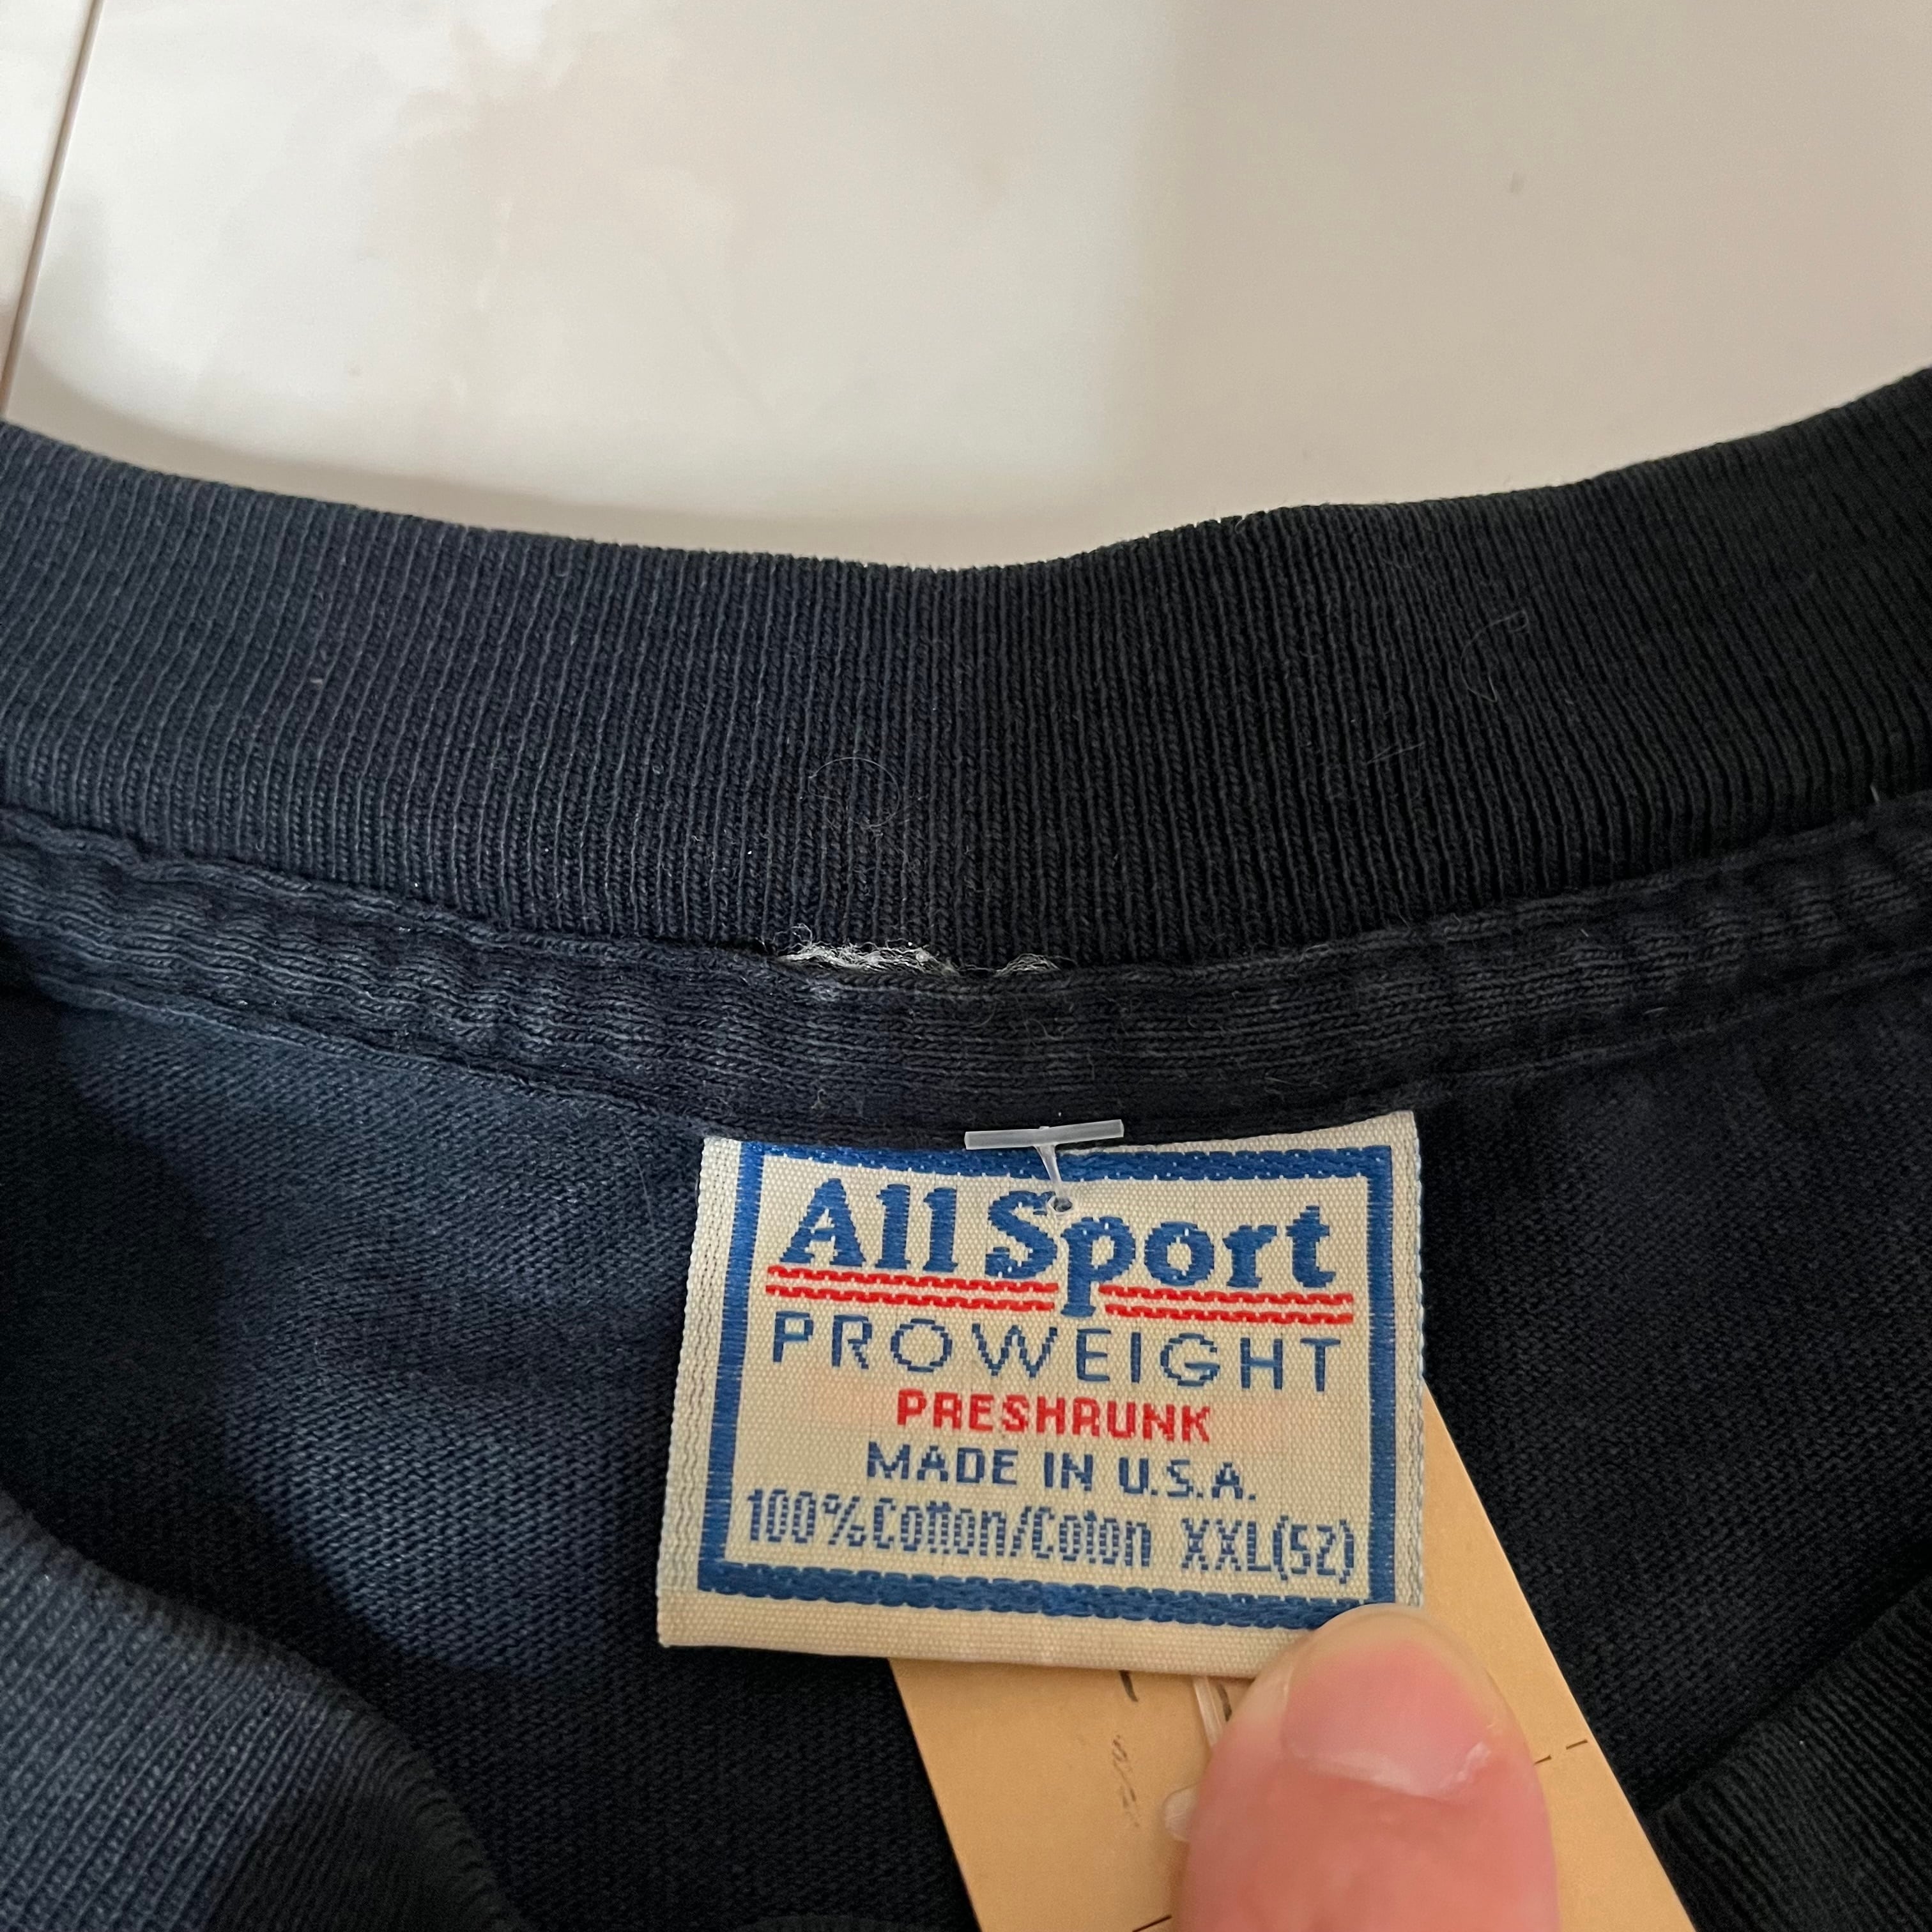 All Sport
PROWEIGHT
PRESHRUNK
MADE IN U.S.A.
100% Cotton/Coton XXL(52)